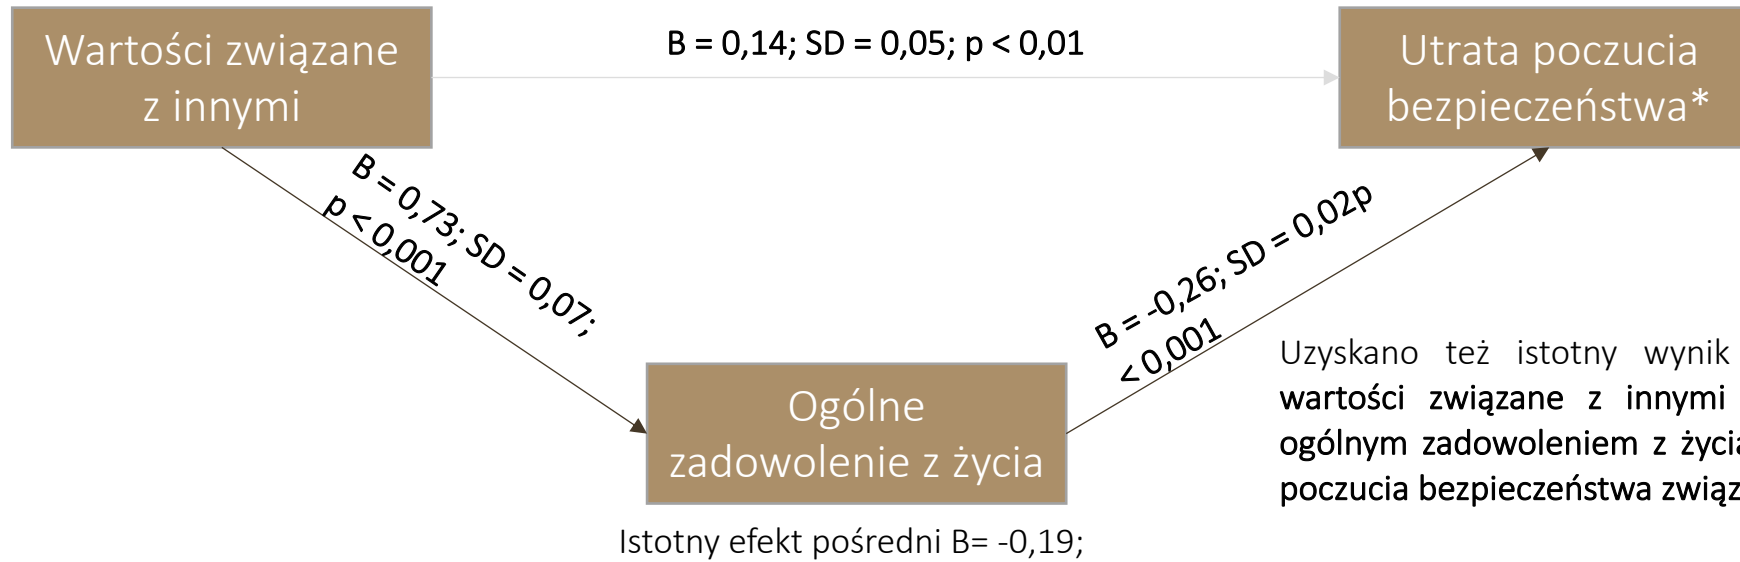 Wartości związane
z innymi
B = 0,14; SD = 0,05; p < 0,01
Utrata poczucia
bezpieczeństwa*
B = 0,73; SD = 0,07;
p < 0,001
B = -0,26; SD = 0,02p
< 0,001
Ogólne
zadowolenie z życia
Uzyskano też istotny wynik
wartości związane z innymi
ogólnym zadowoleniem z życia
poczucia bezpieczeństwa związ
Istotny efekt pośredni B= -0,19;